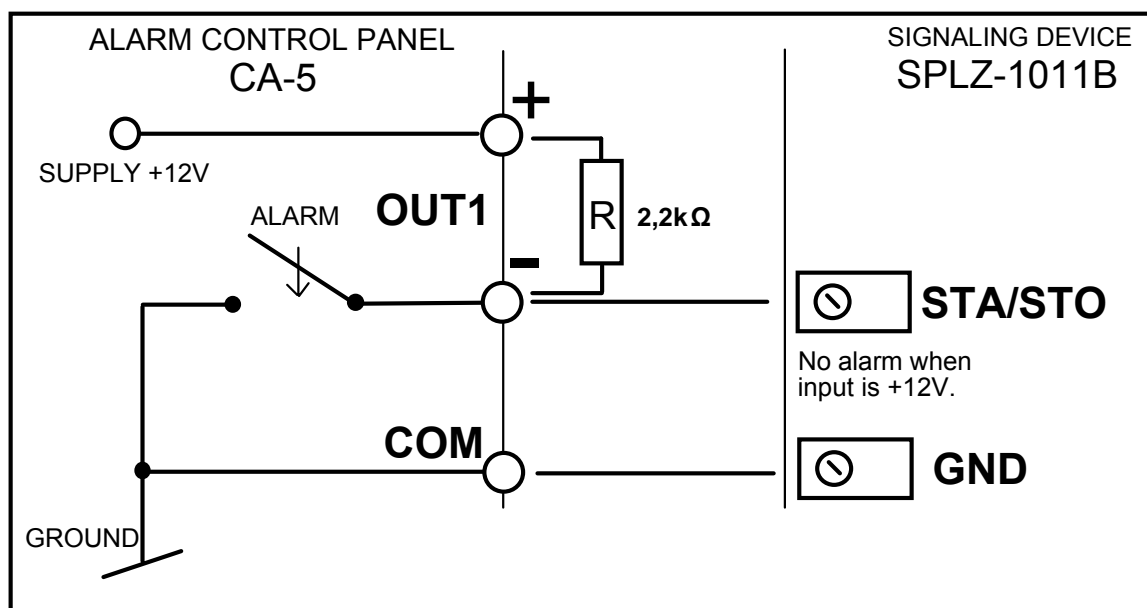 ALARM CONTROL PANEL
CA-5
SIGNALING DEVICE
SPLZ-1011B
+
SUPPLY +12V
OUT1
ALARM
R
2,2kΩ
-
STA/STO
No alarm when
input is +12V.
COM
GND
GROUND